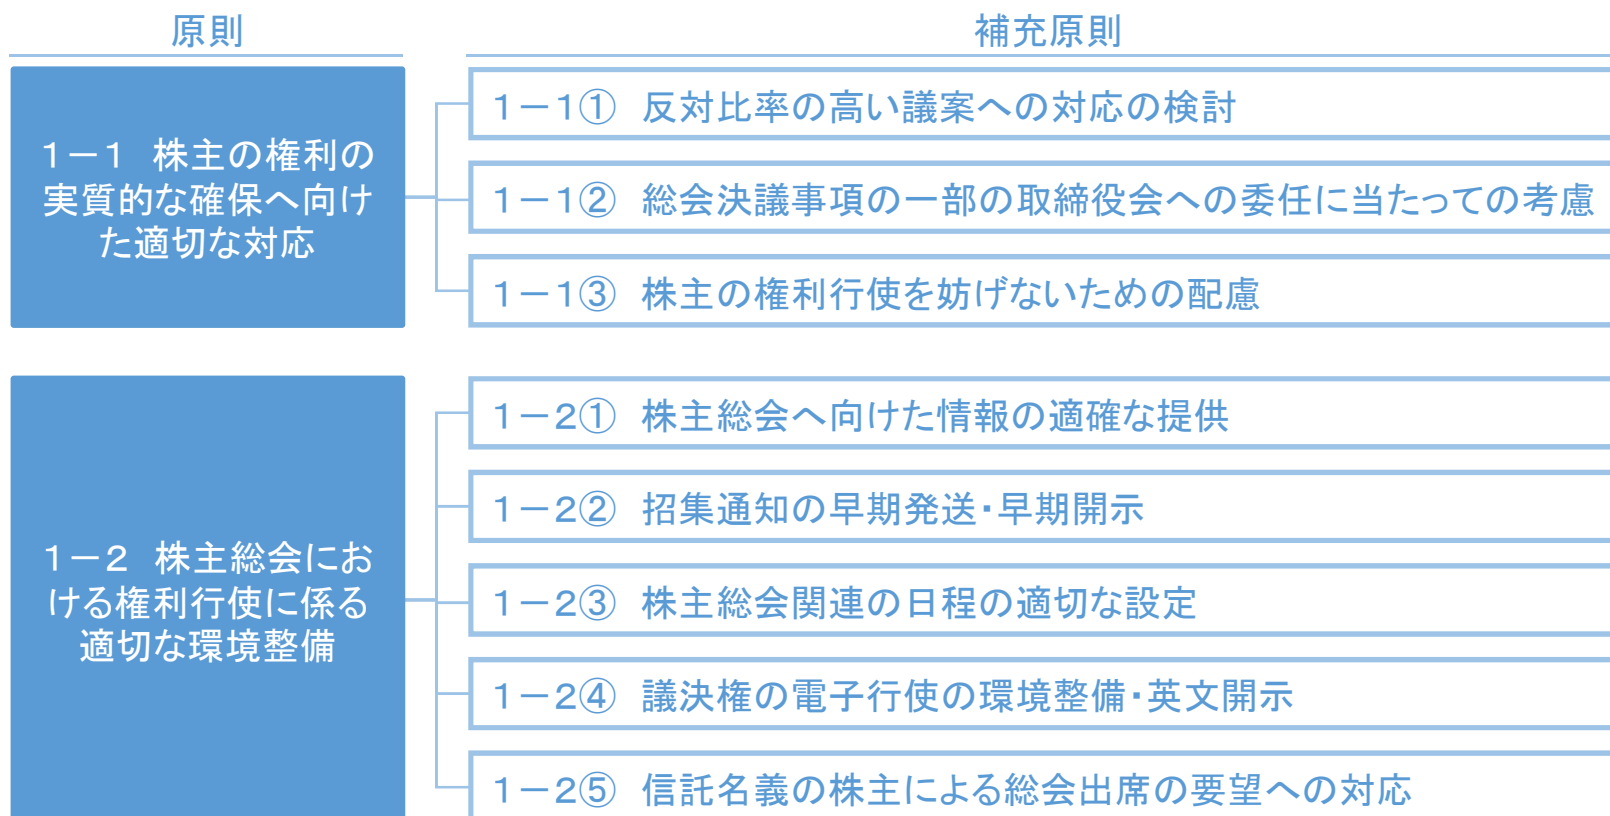 原則
補充原則
1-1 株主の権利の
実質的な確保へ向け
た適切な対応
1-1① 反対比率の高い議案への対応の検討
1-1② 総会決議事項の一部の取締役会への委任に当たっての考慮
1-1③ 株主の権利行使を妨げないための配慮
1-2 株主総会にお
ける権利行使に係る
適切な環境整備
1-2① 株主総会へ向けた情報の適確な提供
1-2② 招集通知の早期発送・早期開示
1-2③ 株主総会関連の日程の適切な設定
1-2④ 議決権の電子行使の環境整備・英文開示
1-2⑤ 信託名義の株主による総会出席の要望への対応